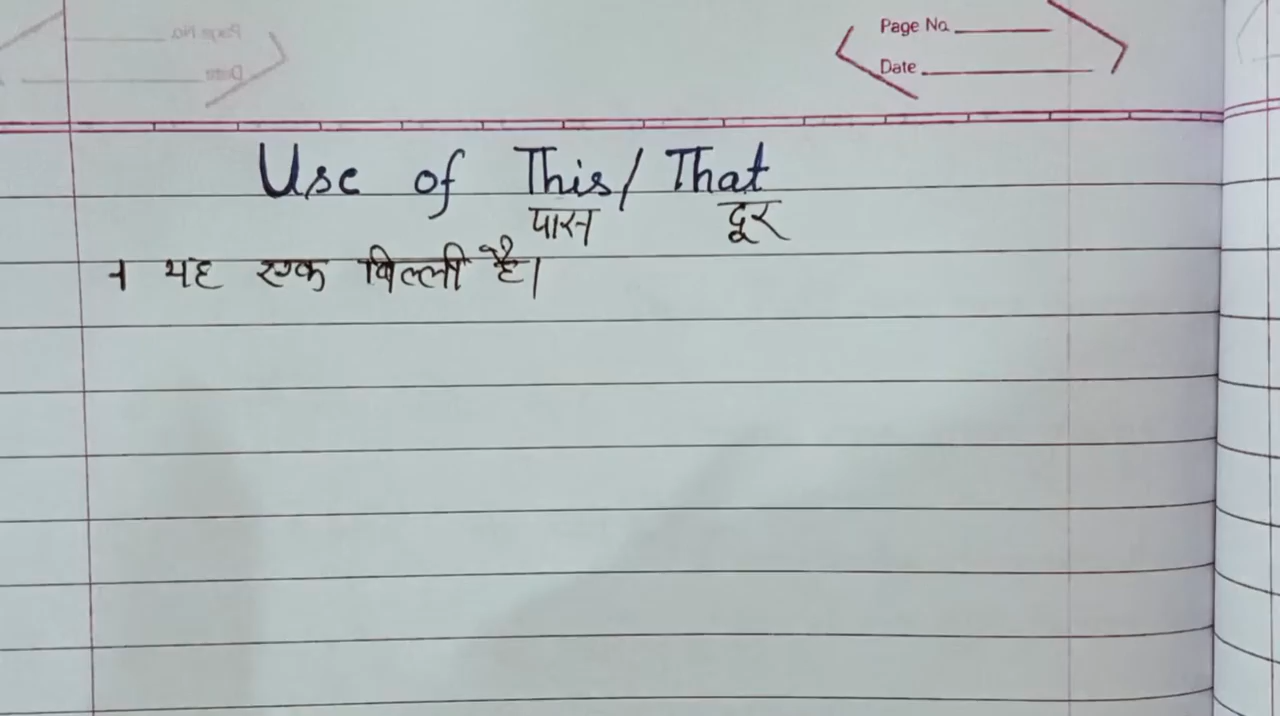 Page No.
Date
Use of This / That
पास दूर
1 यह एक बिल्ली है।